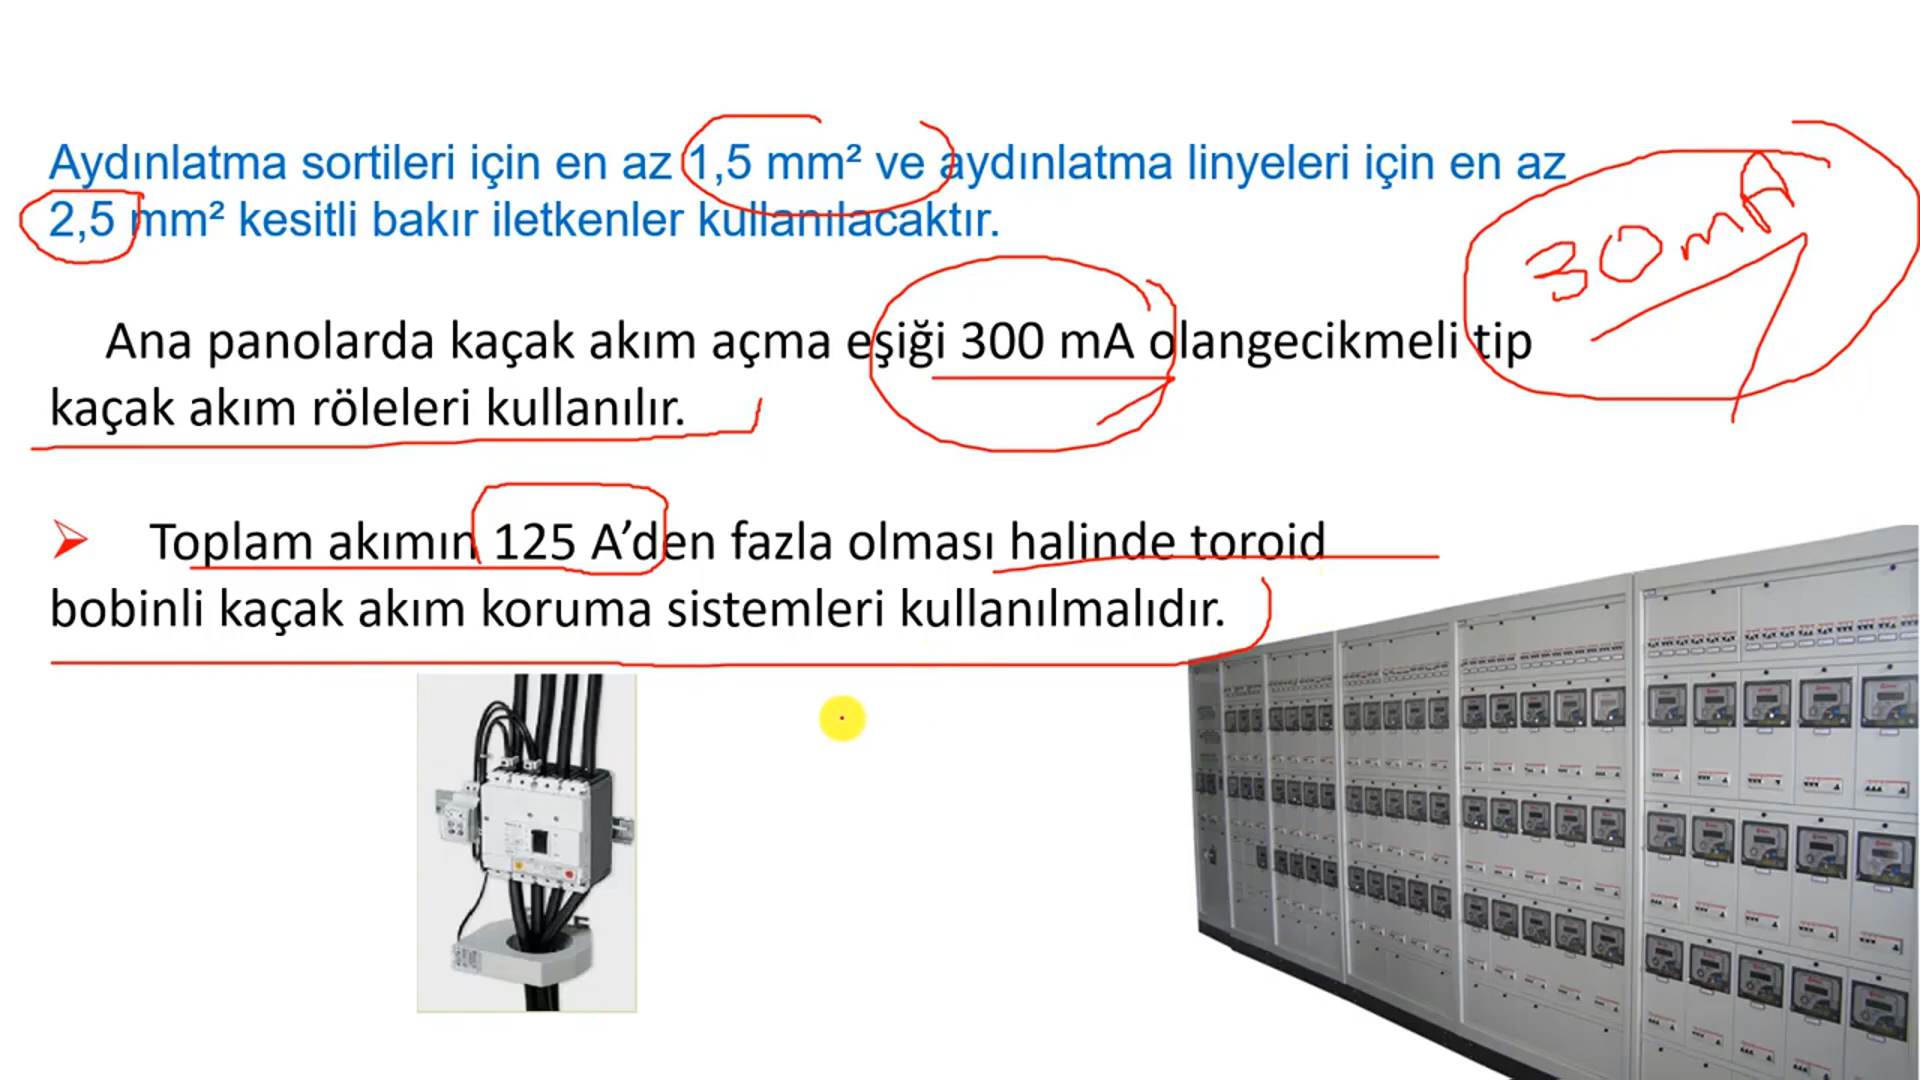 Aydınlatma sortileri için en az 1,5 mm² ve aydınlatma linyeleri için en az
2,5 mm² kesitli bakır iletkenler kullanılacaktır.
30mA
Ana panolarda kaçak akım açma eşiği 300 mA olangecikmeli tip
kaçak akım röleleri kullanılır.
Toplam akımın 125 A’den fazla olması halinde toroid
bobinli kaçak akım koruma sistemleri kullanılmalıdır.